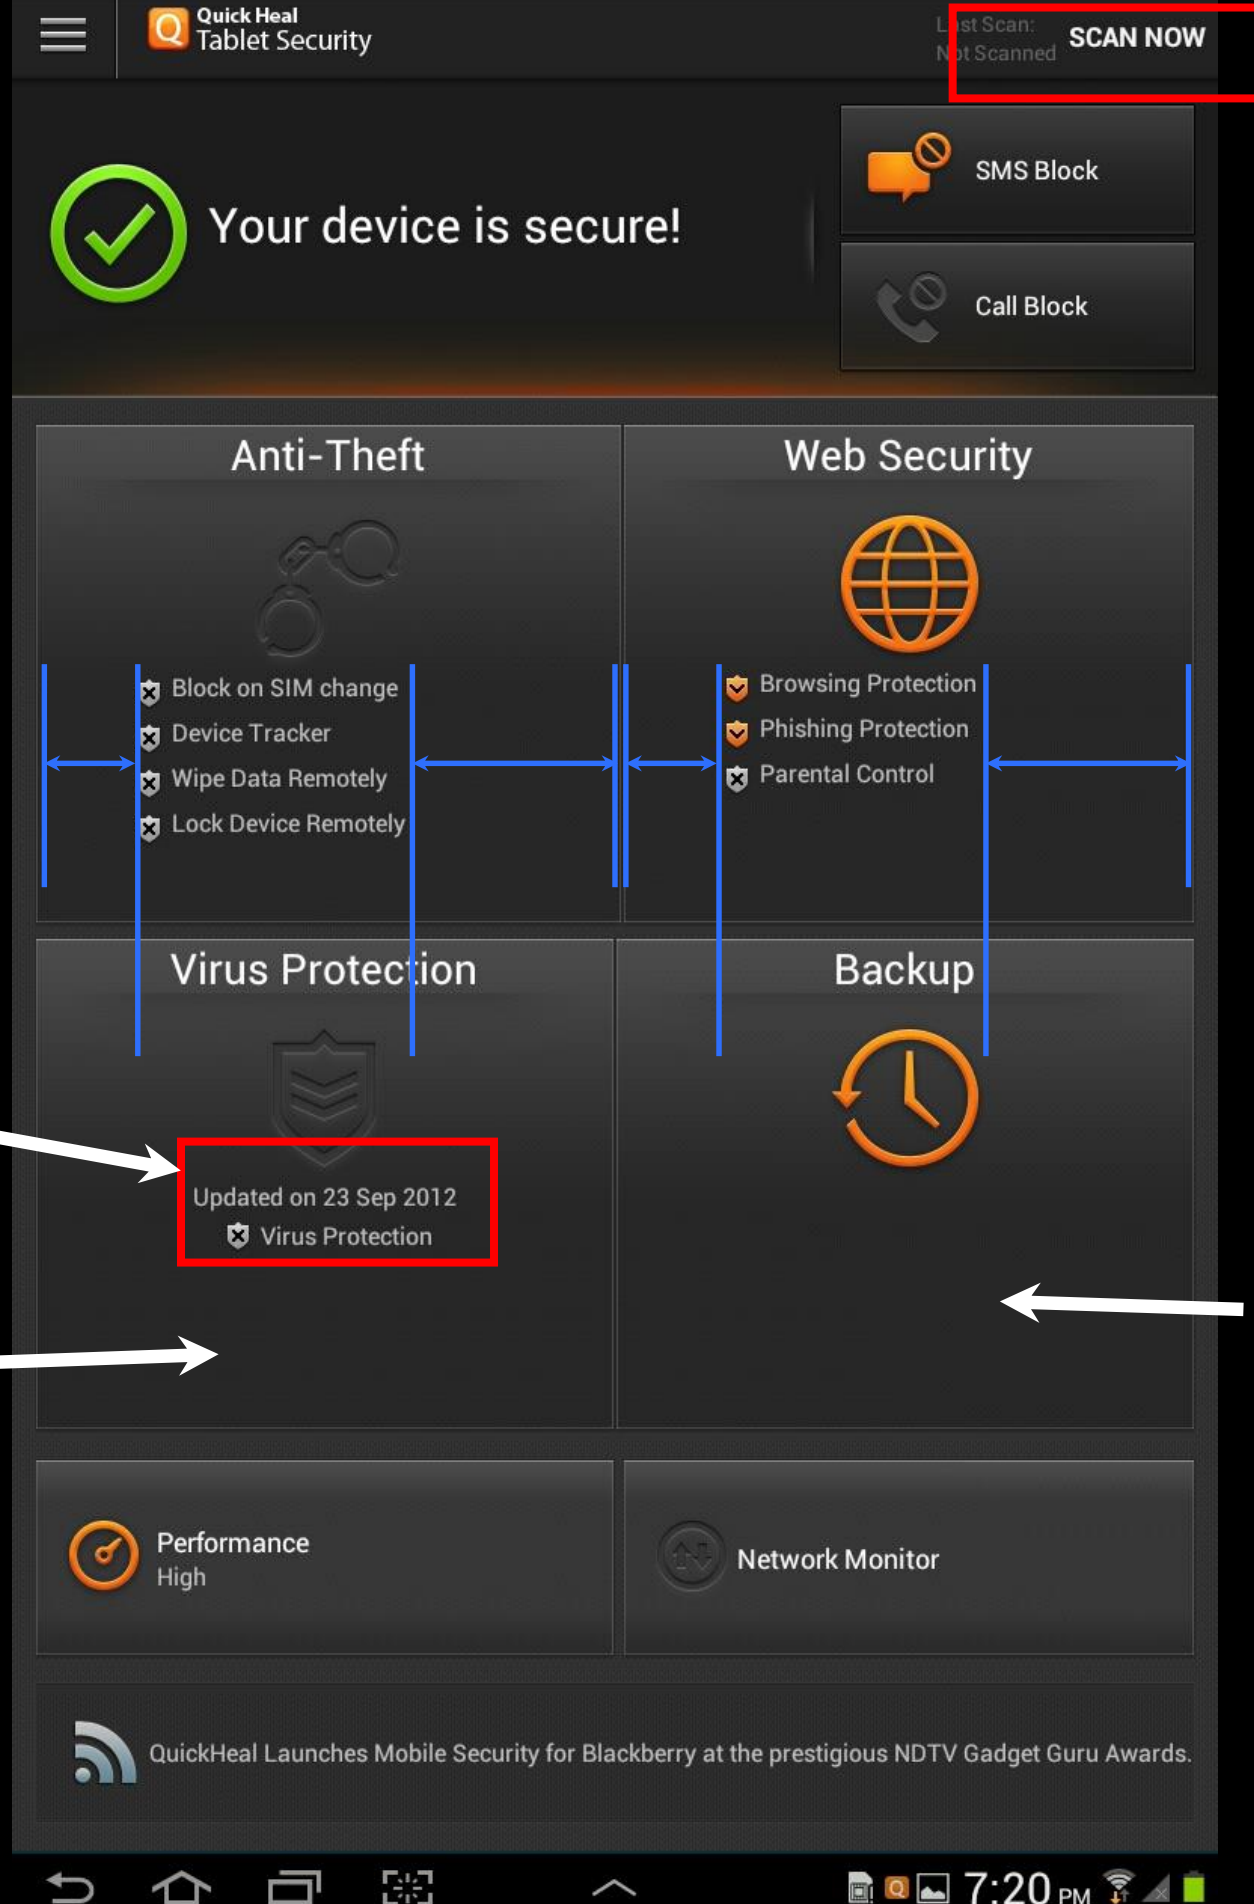 Quick Heal
Tablet Security
Last Scan:
Not Scanned
SCAN NOW
Your device is secure!
SMS Block
Call Block
Anti-Theft
Block on SIM change
Device Tracker
Wipe Data Remotely
Lock Device Remotely
Web Security
Browsing Protection
Phishing Protection
Parental Control
Virus Protection
Updated on 23 Sep 2012
Virus Protection
Backup
Performance
High
Network Monitor
QuickHeal Launches Mobile Security for Blackberry at the prestigious NDTV Gadget Guru Awards.
7:20 PM